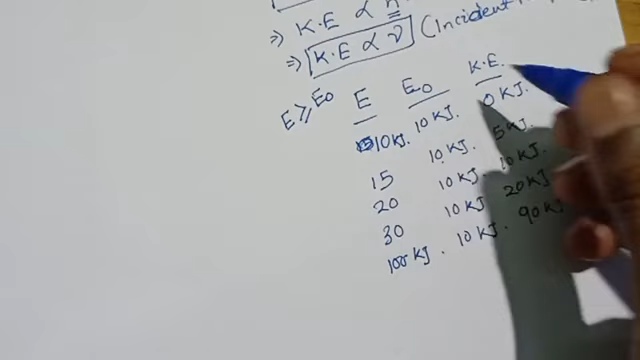 ⇒ K.E ∝ n
⇒ K.E ∝ ν (Incident
E ≥ E₀ E E₀ K.E.
10 KJ. 10 KJ. 0 KJ.
15 10 KJ. 5 KJ.
20 10 KJ. 10 KJ.
30 10 KJ. 20 KJ.
100 KJ. 10 KJ. 90 KJ.